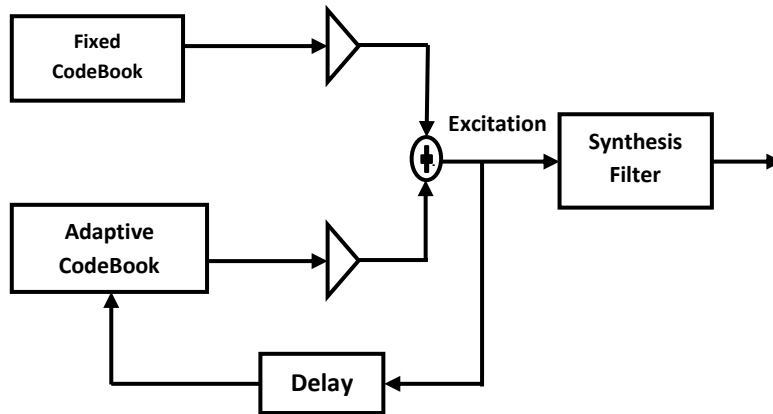 Fixed
CodeBook
Excitation
Synthesis
Filter
Adaptive
CodeBook
Delay